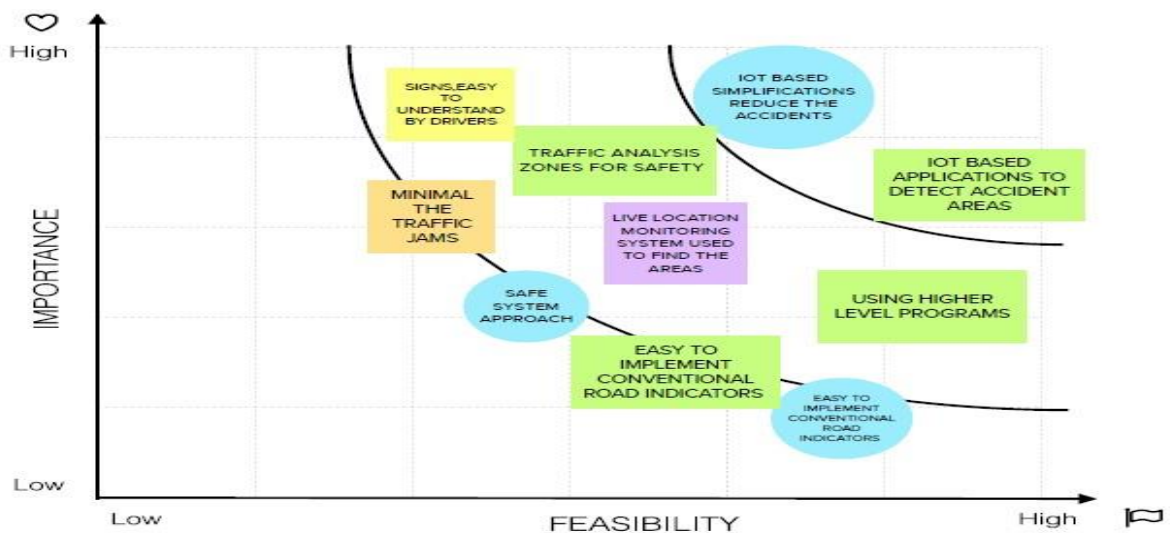 High
SIGNS,EASY
TO
UNDERSTAND
BY DRIVERS
IOT BASED
SIMPLIFICATIONS
REDUCE THE
ACCIDENTS
TRAFFIC ANALYSIS
ZONES FOR SAFETY
IOT BASED
APPLICATIONS TO
DETECT ACCIDENT
AREAS
MINIMAL
THE
TRAFFIC
JAMS
LIVE LOCATION
MONITORING
SYSTEM USED
TO FIND THE
AREAS
IMPORTANCE
SAFE
SYSTEM
APPROACH
USING HIGHER
LEVEL PROGRAMS
EASY TO
IMPLEMENT
CONVENTIONAL
ROAD INDICATORS
EASY TO
IMPLEMENT
CONVENTIONAL
ROAD
INDICATORS
Low
Low
FEASIBILITY
High